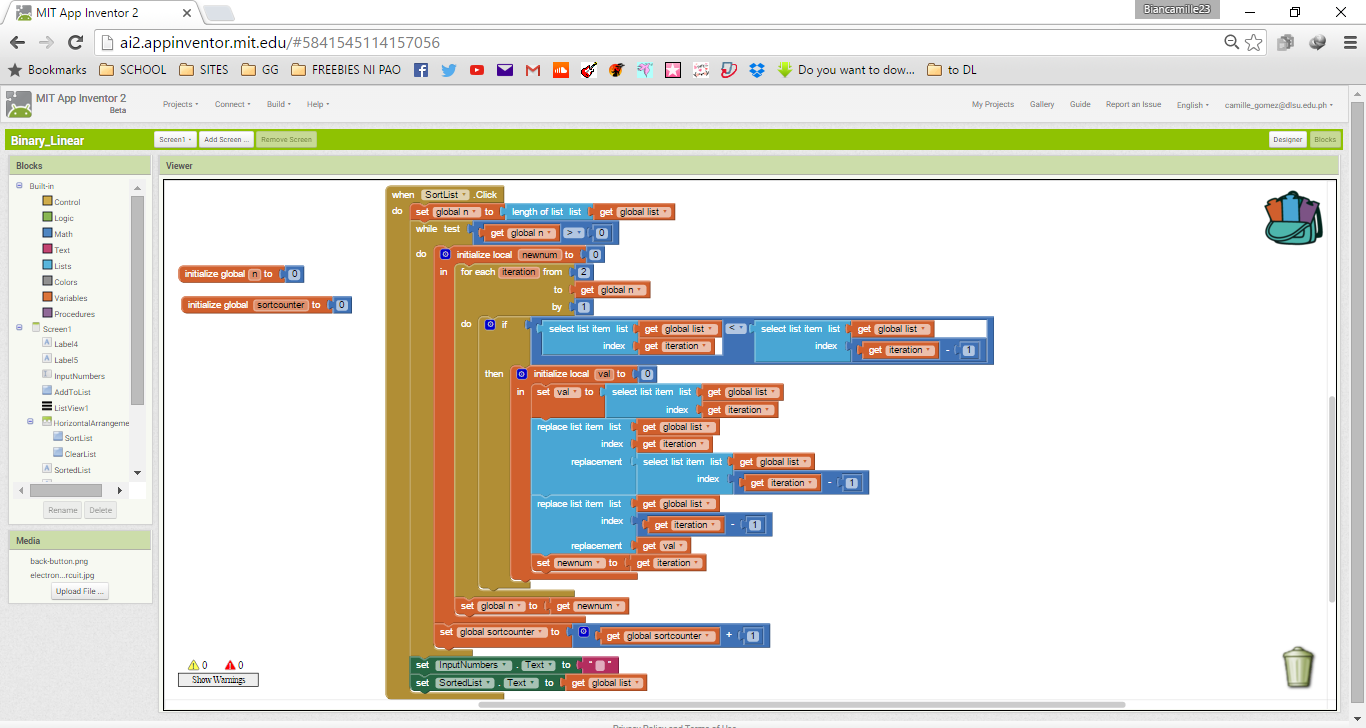 MIT App Inventor 2
Biancamille23
ai2.appinventor.mit.edu/#5841545114157056
Bookmarks SCHOOL SITES GG FREEBIES NI PAO Do you want to dow... to DL
MIT App Inventor 2
Beta
Projects Connect Build Help My Projects Gallery Guide Report an Issue English camille_gomez@dlsu.edu.ph
Binary_Linear Screen1 Add Screen ... Remove Screen Designer Blocks
Blocks
Built-in
Control
Logic
Math
Text
Lists
Colors
Variables
Procedures
Screen1
Label4
Label5
InputNumbers
AddToList
ListView1
HorizontalArrangeme
SortList
ClearList
SortedList
Rename Delete
Media
back-button.png
electron...rcuit.jpg
Upload File ...
Viewer
initialize global n to 0
initialize global sortcounter to 0
when SortList .Click
do set global n to length of list list get global list
while test get global n > 0
do initialize local newnum to 0
in for each iteration from 2
to get global n
by 1
do if select list item list get global list < select list item list get global list
index get iteration index get iteration - 1
then initialize local val to 0
in set val to select list item list get global list
index get iteration
replace list item list get global list
index get iteration
replacement select list item list get global list
index get iteration - 1
replace list item list get global list
index get iteration - 1
replacement get val
set newnum to get iteration
set global n to get newnum
set global sortcounter to get global sortcounter + 1
set InputNumbers . Text to " "
set SortedList . Text to get global list
0 0
Show Warnings
Privacy Policy and Terms of Use